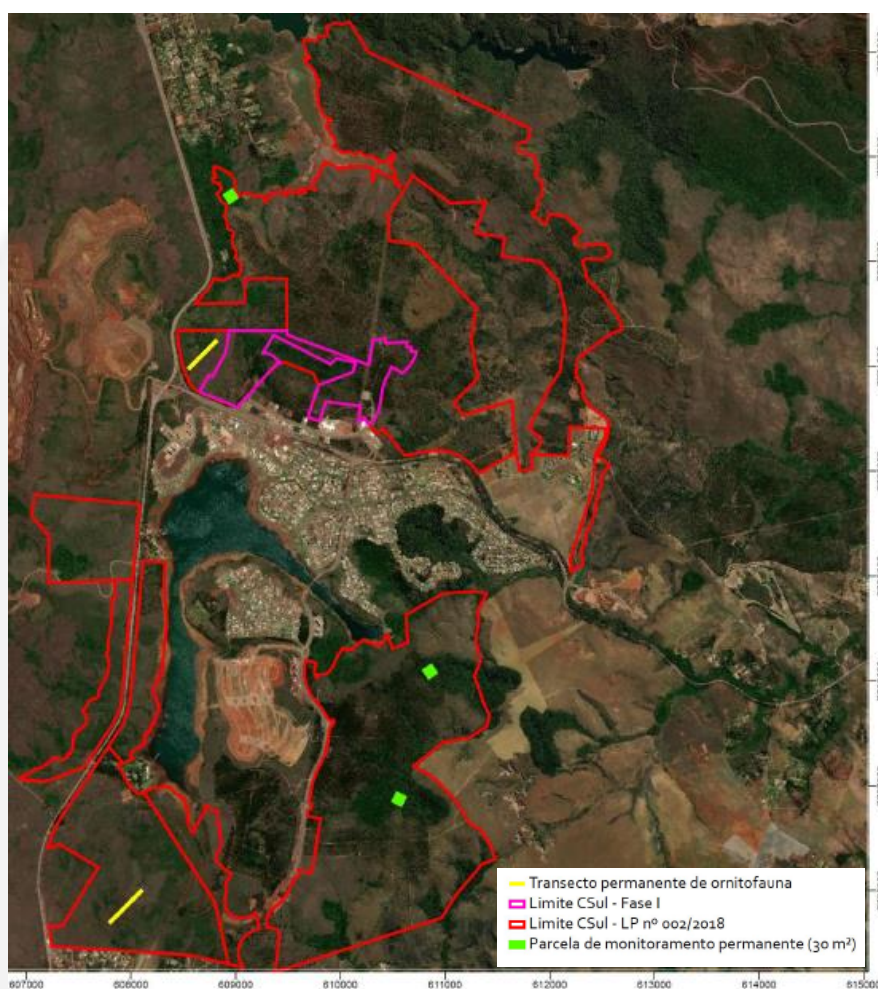 Transecto permanente de ornitofauna
Limite CSul - Fase I
Limite CSul - LP nº 002/2018
Parcela de monitoramento permanente (30 m²)
607000 608000 609000 610000 611000 612000 613000 614000 615000